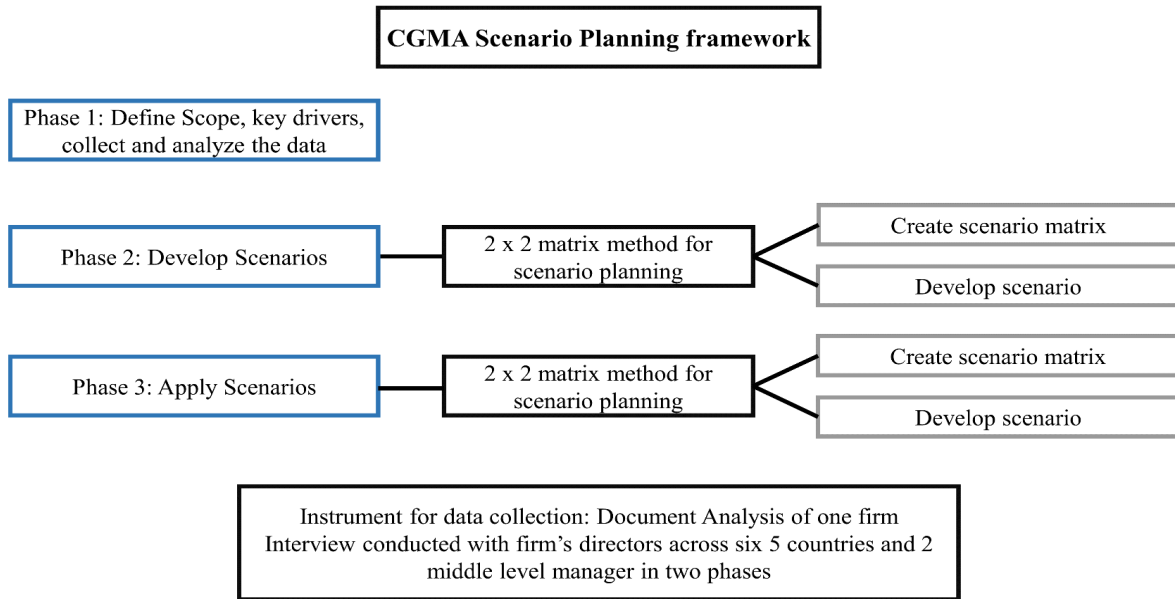 CGMA Scenario Planning framework
Phase 1: Define Scope, key drivers,
collect and analyze the data
Phase 2: Develop Scenarios
2 x 2 matrix method for
scenario planning
Create scenario matrix
Develop scenario
Phase 3: Apply Scenarios
2 x 2 matrix method for
scenario planning
Create scenario matrix
Develop scenario
Instrument for data collection: Document Analysis of one firm
Interview conducted with firm’s directors across six 5 countries and 2
middle level manager in two phases